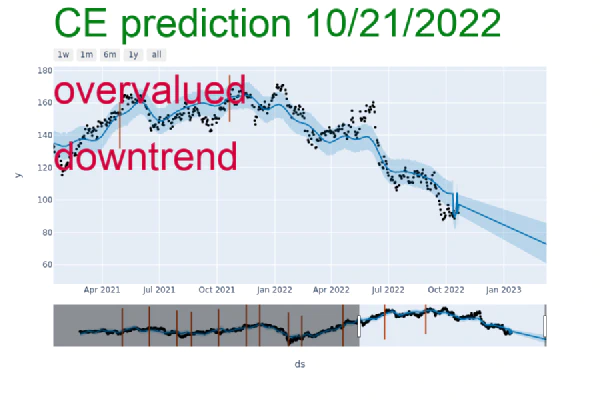 CE prediction 10/21/2022
1w 1m 6m 1y all
180
overvalued
160
140
downtrend
120
y
100
80
60
Apr 2021 Jul 2021 Oct 2021 Jan 2022 Apr 2022 Jul 2022 Oct 2022 Jan 2023
ds